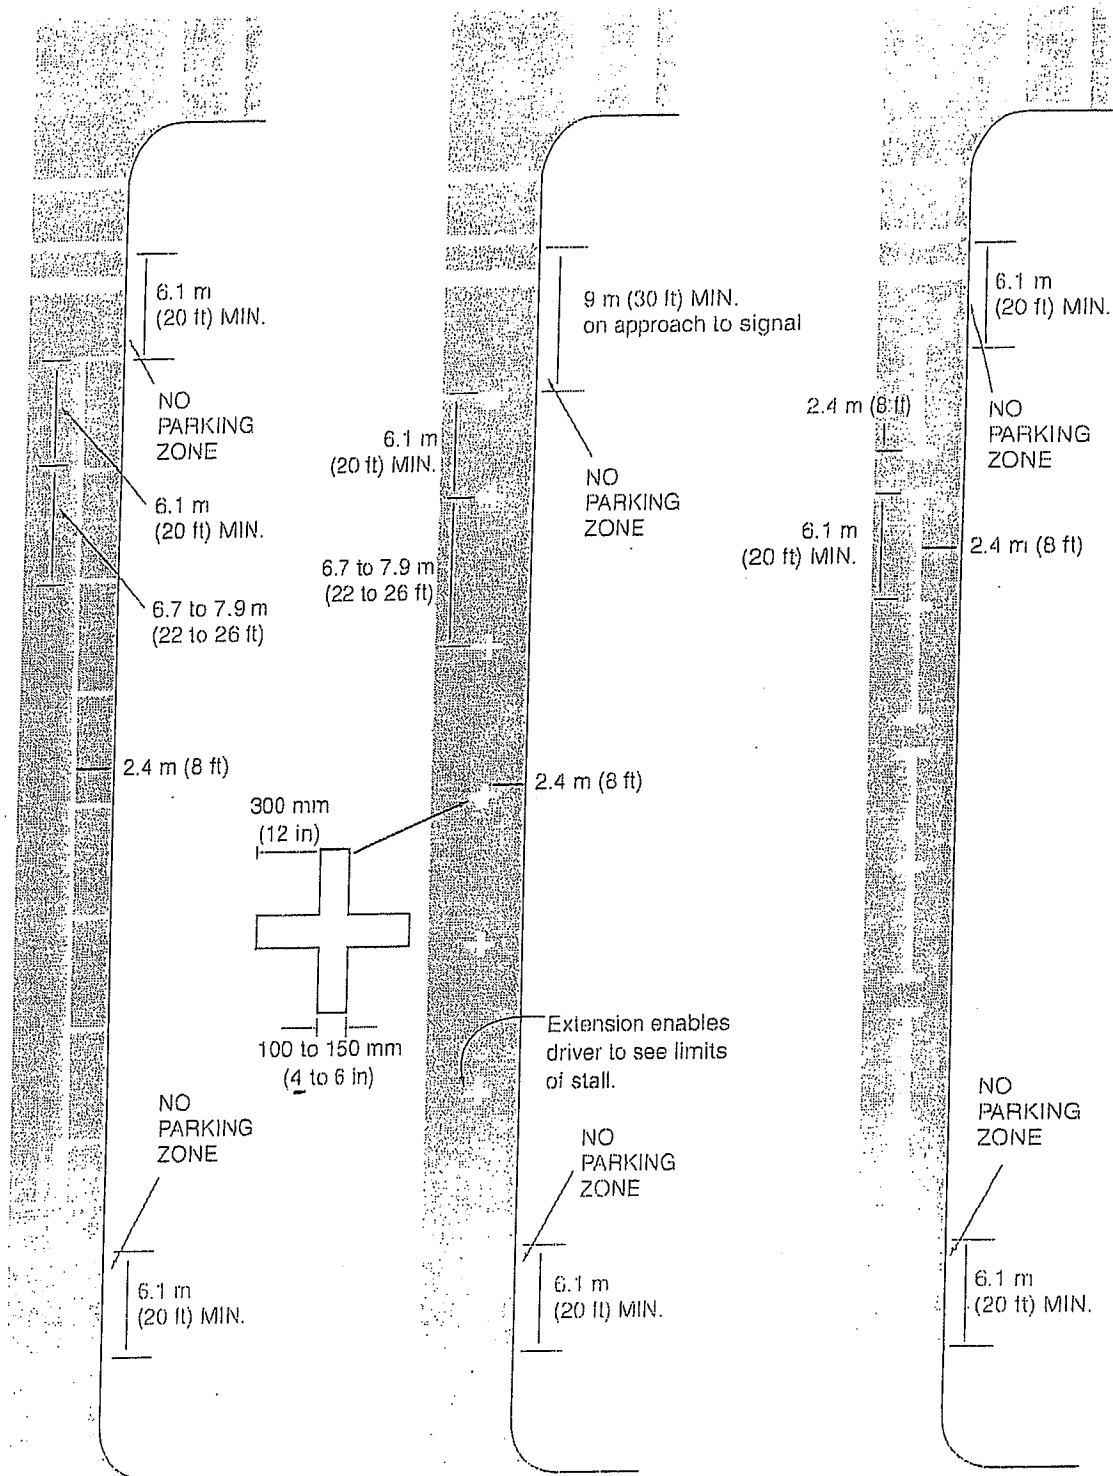 6.1 m
(20 ft) MIN.
NO
PARKING
ZONE
6.1 m
(20 ft) MIN.
6.7 to 7.9 m
(22 to 26 ft)
2.4 m (8 ft)
300 mm
(12 in)
100 to 150 mm
(4 to 6 in)
NO
PARKING
ZONE
6.1 m
(20 ft) MIN.
9 m (30 ft) MIN.
on approach to signal
6.1 m
(20 ft) MIN.
NO
PARKING
ZONE
6.7 to 7.9 m
(22 to 26 ft)
2.4 m (8 ft)
Extension enables
driver to see limits
of stall.
NO
PARKING
ZONE
6.1 m
(20 ft) MIN.
6.1 m
(20 ft) MIN.
2.4 m (8 ft)
NO
PARKING
ZONE
6.1 m
(20 ft) MIN.
2.4 m (8 ft)
NO
PARKING
ZONE
6.1 m
(20 ft) MIN.